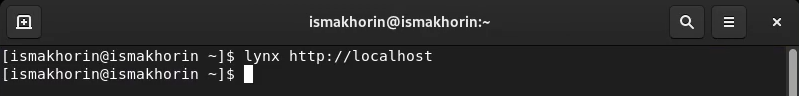 ismakhorin@ismakhorin:~
[ismakhorin@ismakhorin ~]$ lynx http://localhost
[ismakhorin@ismakhorin ~]$